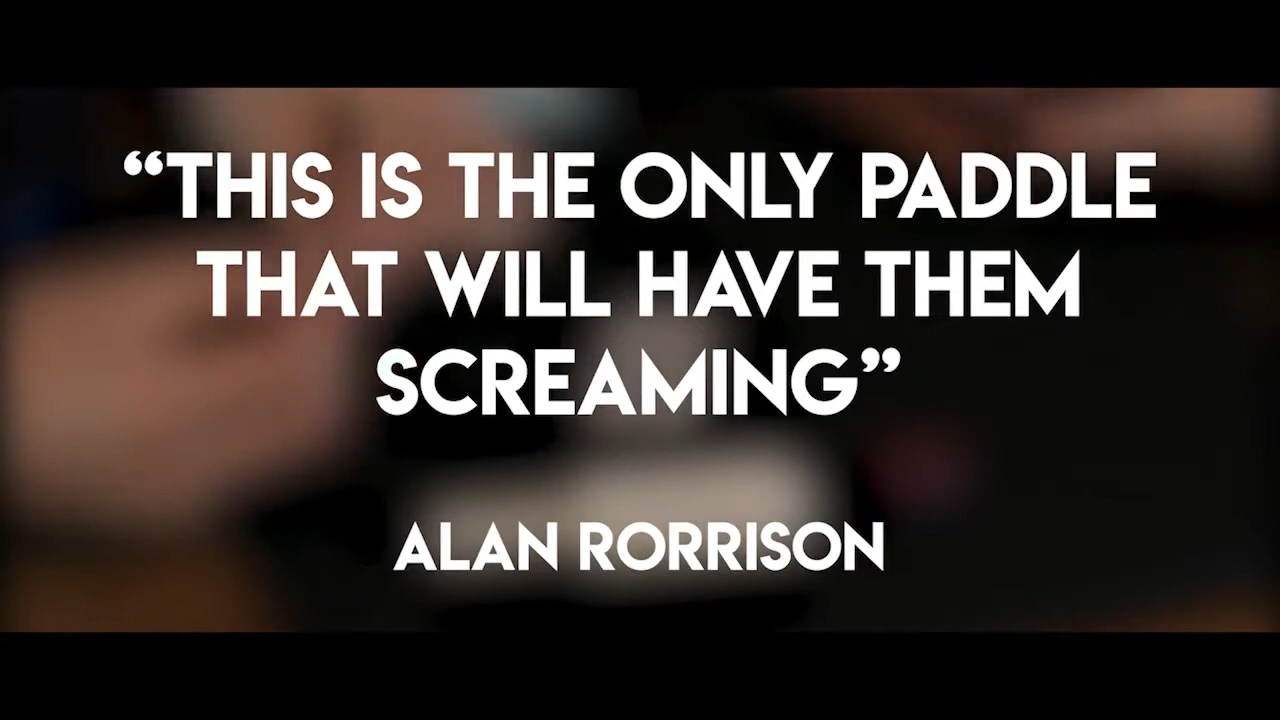 “THIS IS THE ONLY PADDLE
THAT WILL HAVE THEM
SCREAMING”
ALAN RORRISON